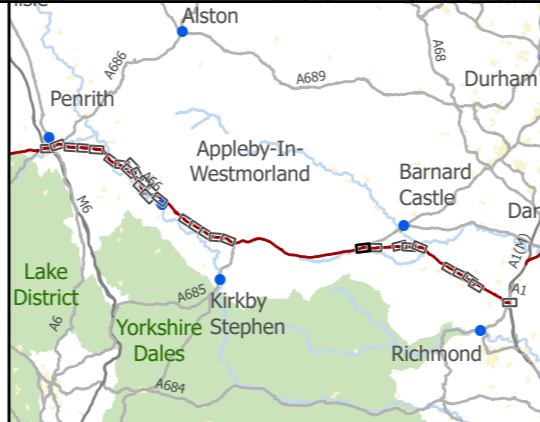 Alston
A686
A689
A68
Durham
Penrith
Appleby-In-
Westmorland
A66
Barnard
Castle
M6
A1(M)
Lake
District
A685
Kirkby
Stephen
A1
A6
Yorkshire
Dales
Richmond
A684